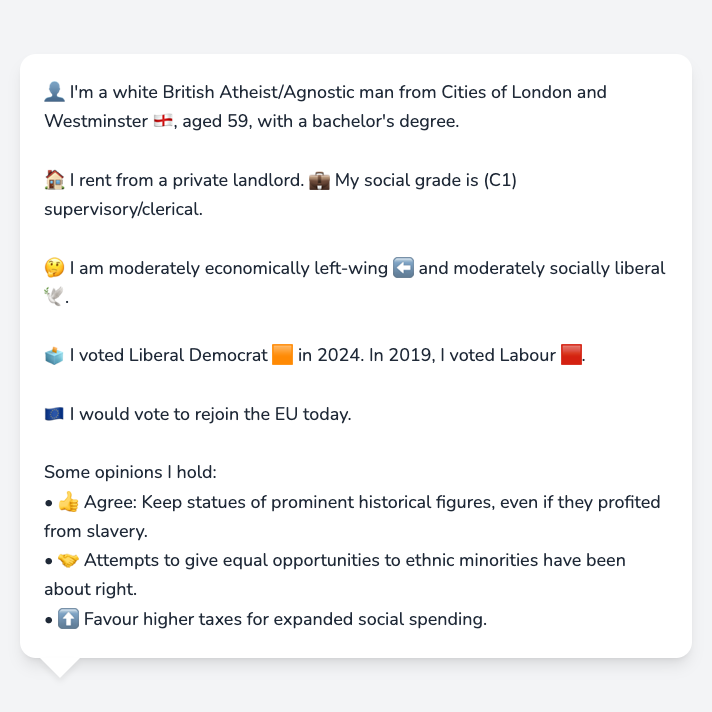 👤 I'm a white British Atheist/Agnostic man from Cities of London and
Westminster 🏴󠁧󠁢󠁥󠁮󠁧󠁿, aged 59, with a bachelor's degree.
🏠 I rent from a private landlord. 💼 My social grade is (C1)
supervisory/clerical.
🤔 I am moderately economically left-wing ⬅️ and moderately socially liberal
🕊️.
🗳️ I voted Liberal Democrat 🟧 in 2024. In 2019, I voted Labour 🟥.
🇪🇺 I would vote to rejoin the EU today.
Some opinions I hold:
• 👍 Agree: Keep statues of prominent historical figures, even if they profited
from slavery.
• 🤝 Attempts to give equal opportunities to ethnic minorities have been
about right.
• ⬆️ Favour higher taxes for expanded social spending.